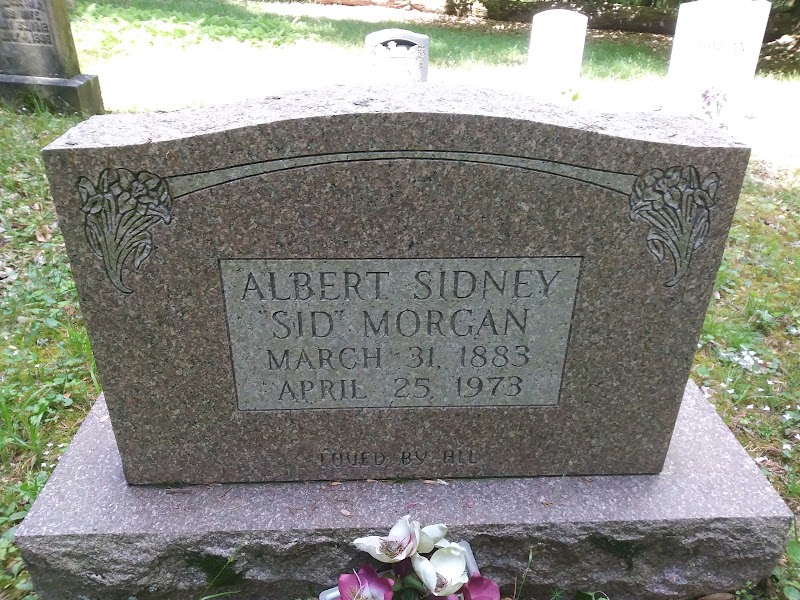 ALBERT SIDNEY
"SID" MORGAN
MARCH 31, 1883
APRIL 25, 1973
LOVED BY ALL